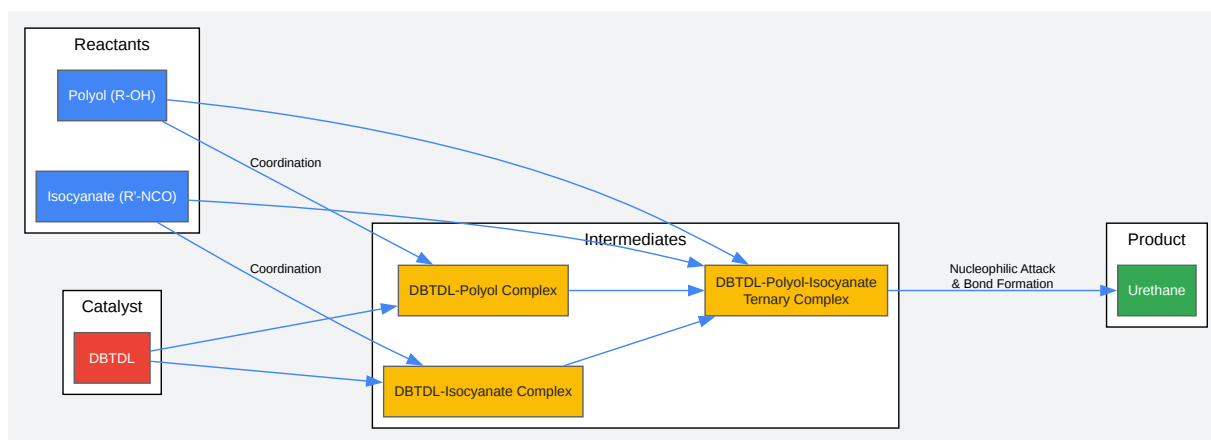 Reactants
Polyol (R-OH)
Isocyanate (R'-NCO)
Coordination
Coordination
Catalyst
DBTDL
Intermediates
DBTDL-Polyol Complex
DBTDL-Isocyanate Complex
DBTDL-Polyol-Isocyanate
Ternary Complex
Nucleophilic Attack
& Bond Formation
Product
Urethane